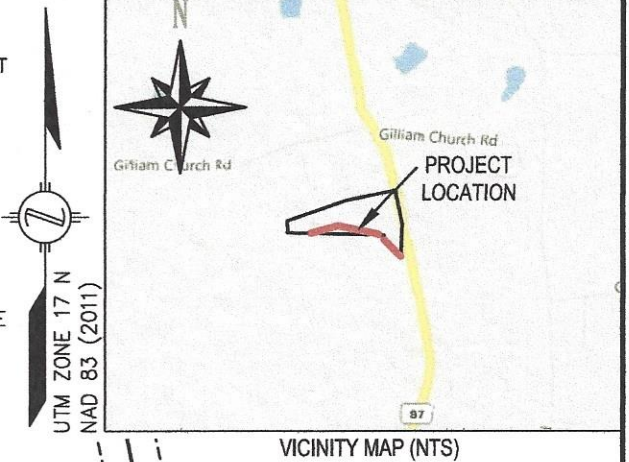 N
T
Gilliam Church Rd
Gilliam Church Rd
PROJECT
LOCATION
N
E
UTM ZONE 17 N
NAD 83 (2011)
87
VICINITY MAP (NTS)